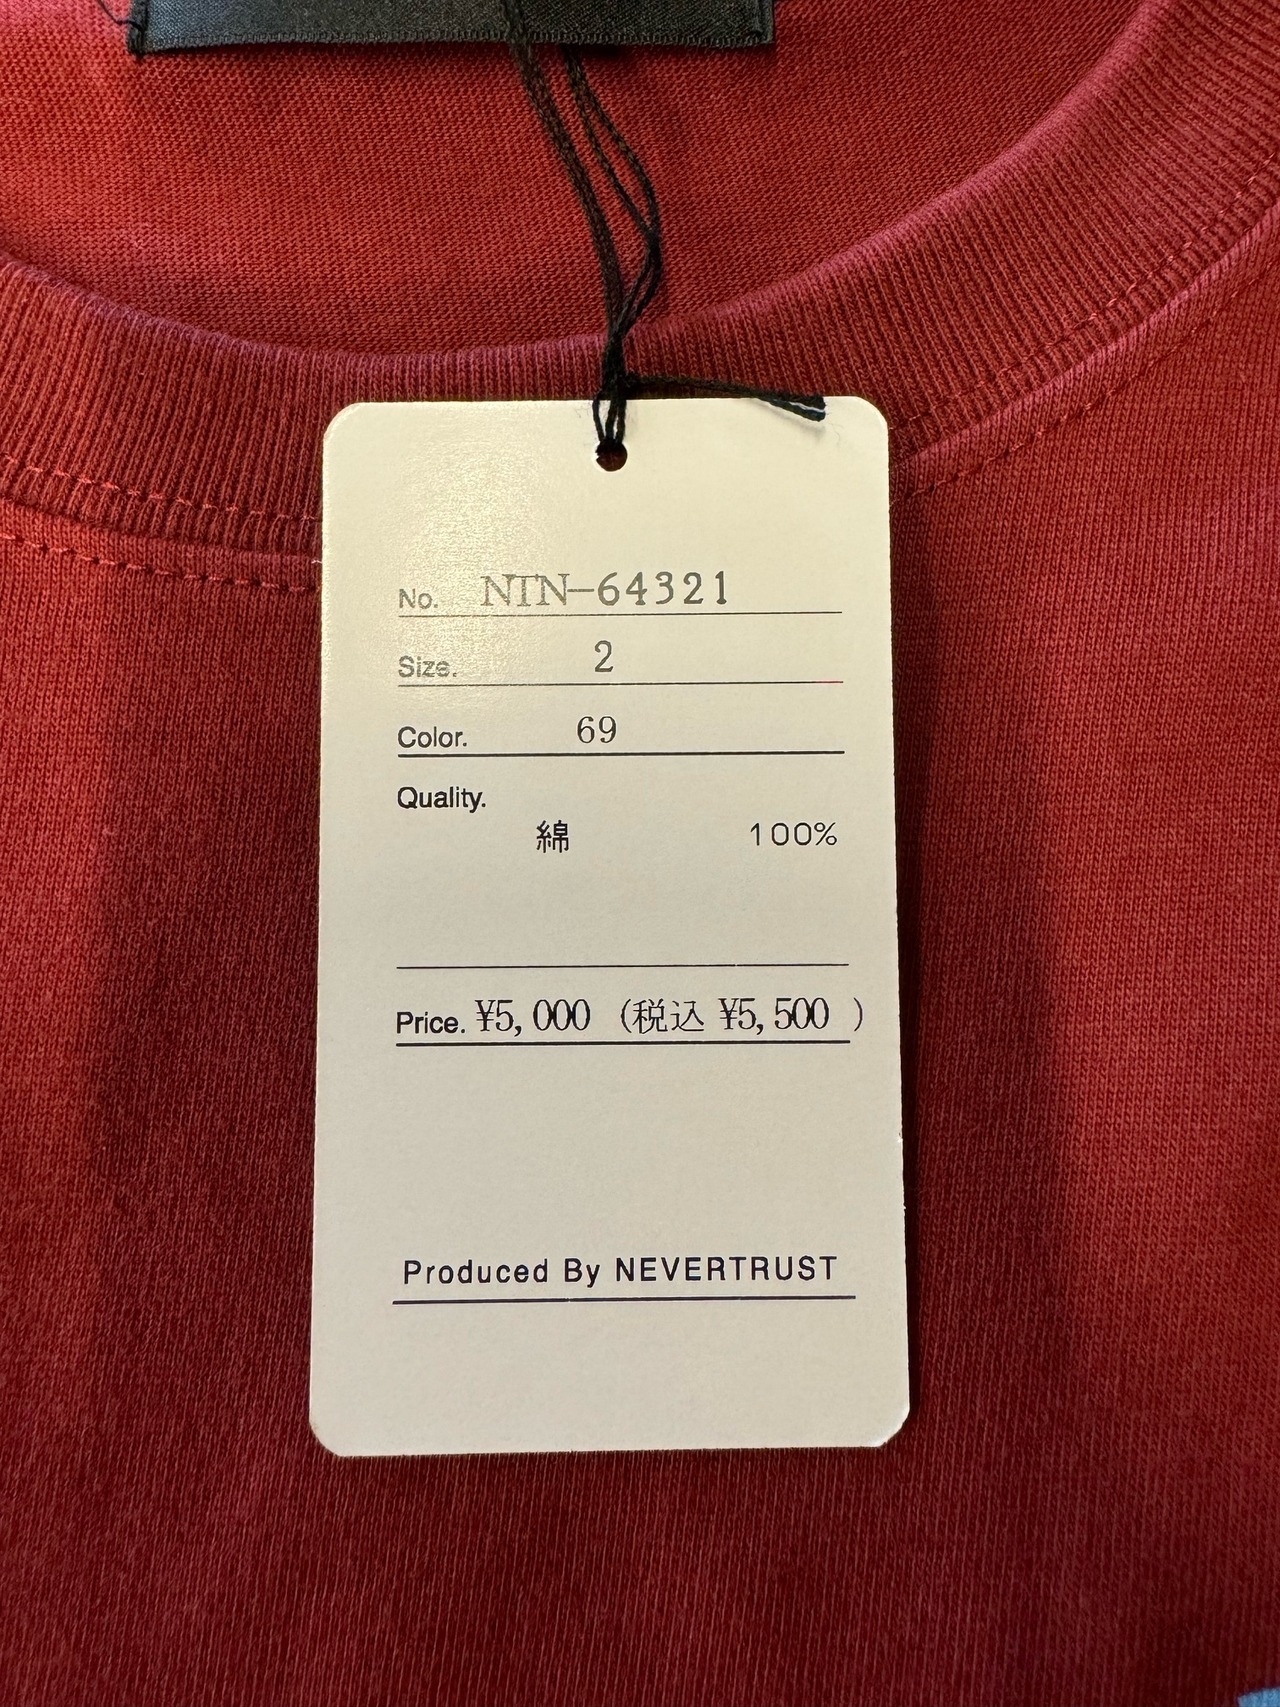 No. NTN-64321
Size. 2
Color. 69
Quality.
綿 100%
Price. ¥5,000 (税込 ¥5,500 )
Produced By NEVERTRUST